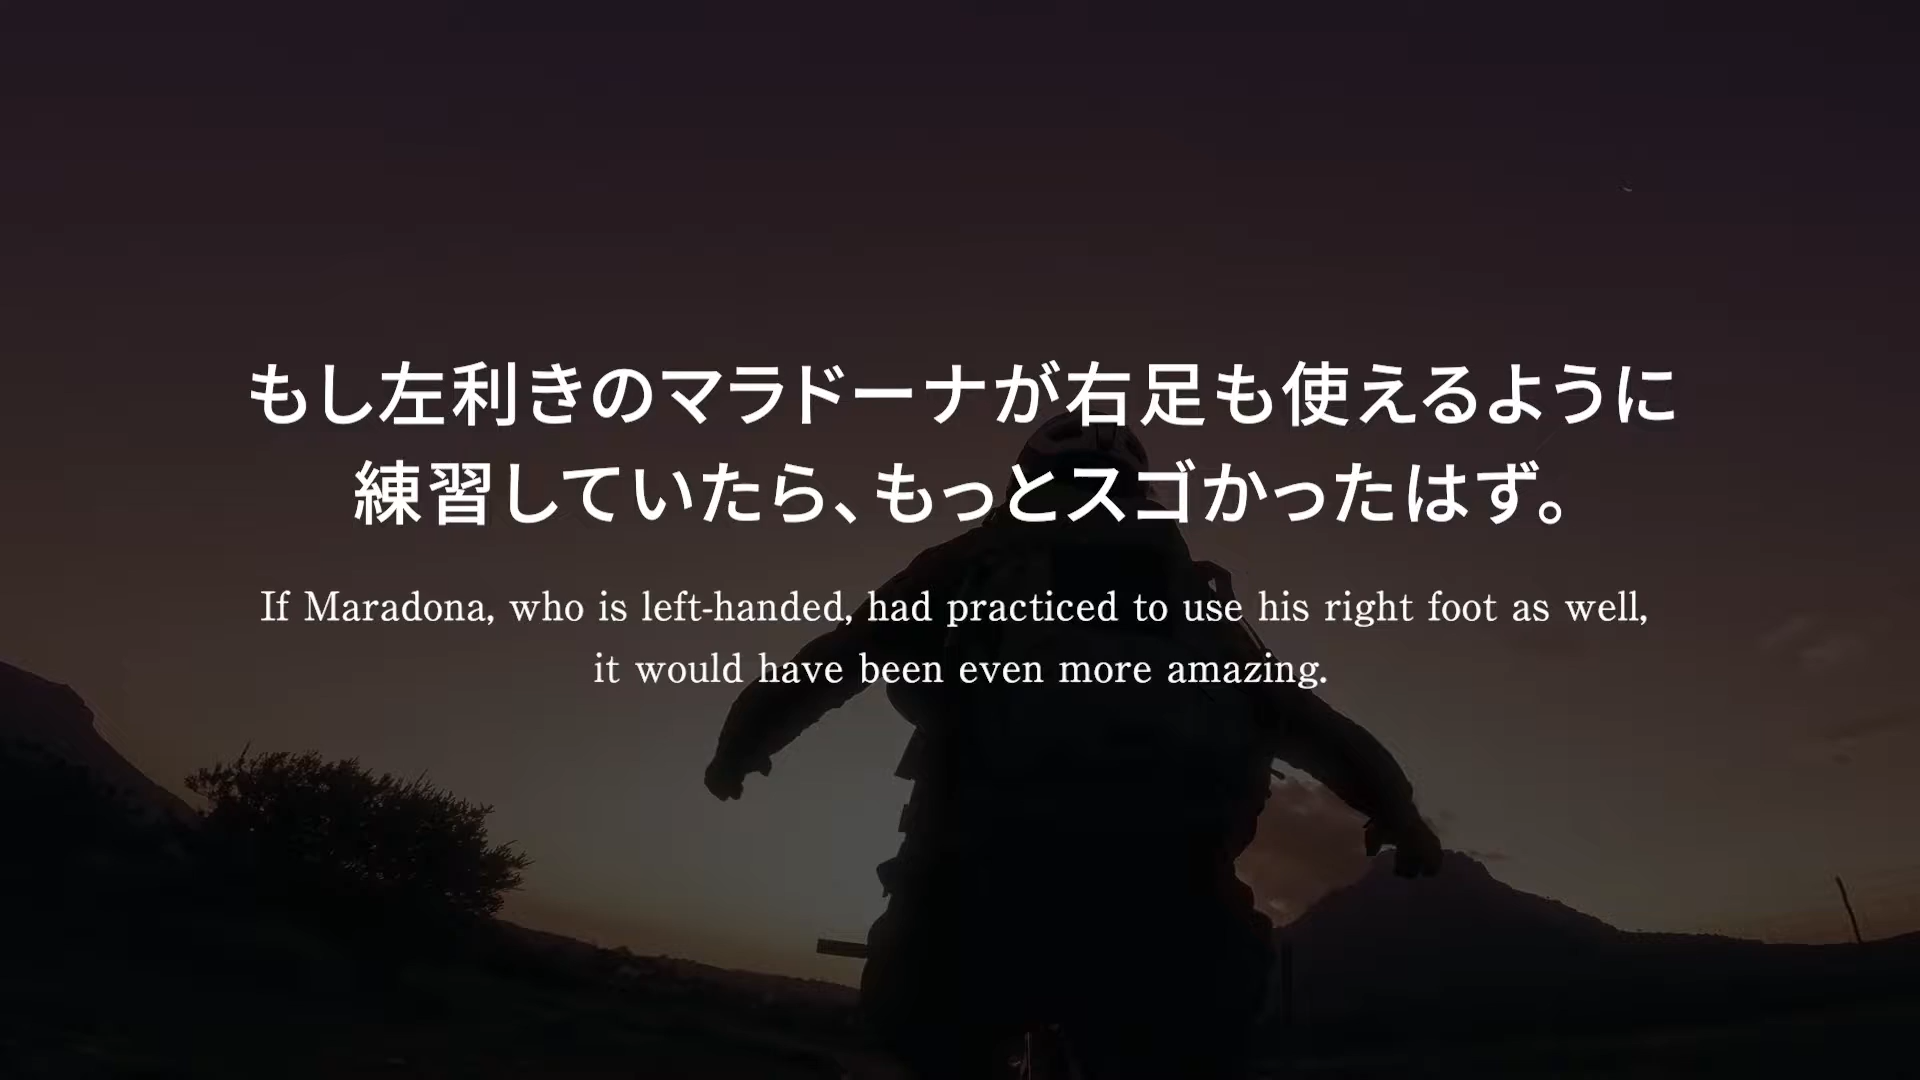 もし左利きのマラドーナが右足も使えるように
練習していたら、もっとスゴかったはず。
If Maradona, who is left-handed, had practiced to use his right foot as well,
it would have been even more amazing.